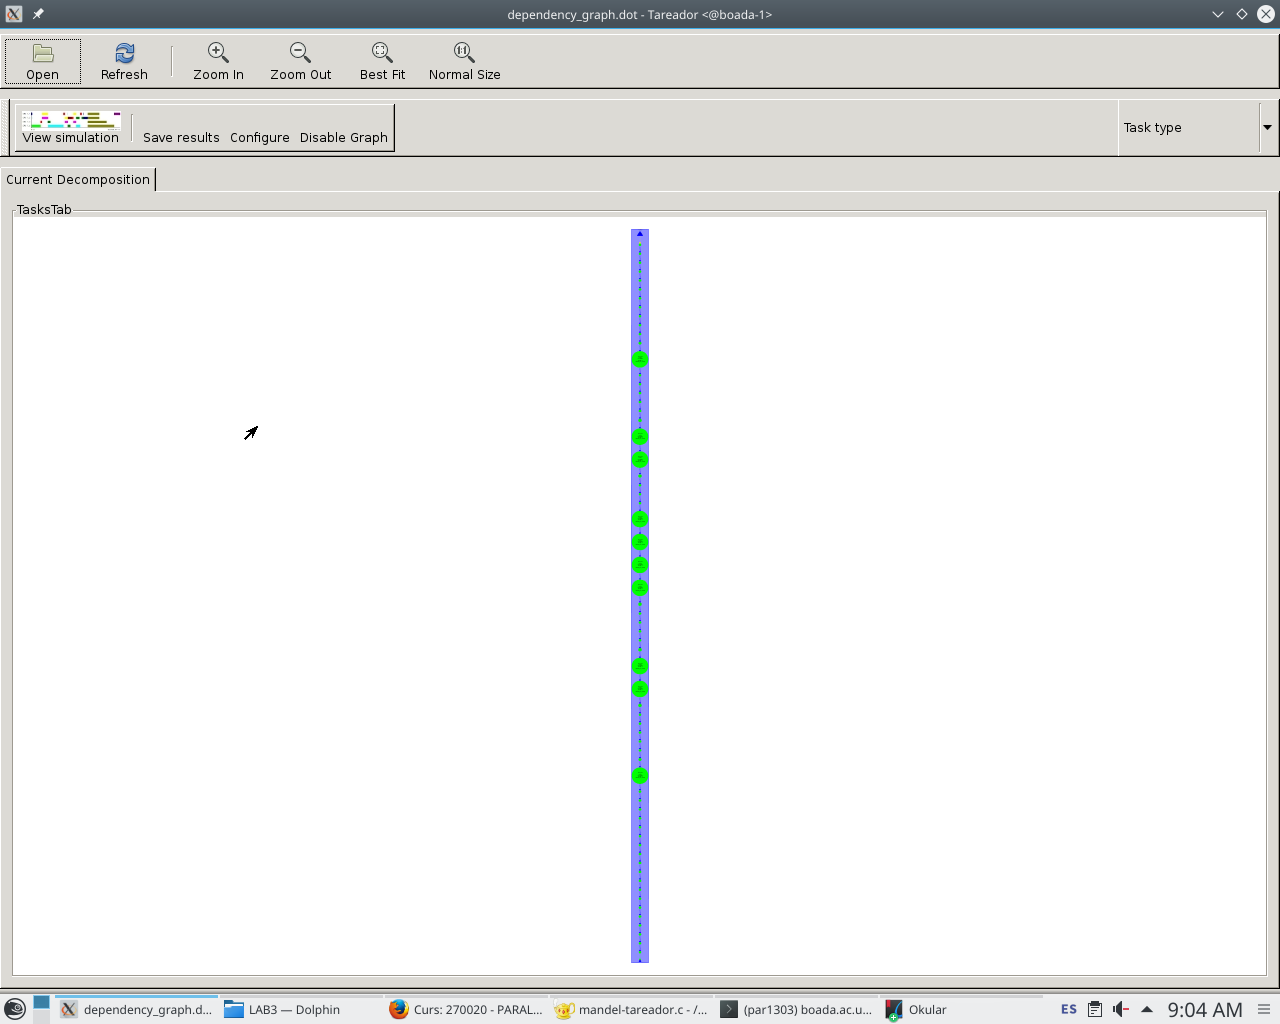 dependency_graph.dot - Tareador <@boada-1>
Open Refresh Zoom In Zoom Out Best Fit Normal Size
View simulation Save results Configure Disable Graph Task type
Current Decomposition
TasksTab
dependency_graph.d... LAB3 — Dolphin Curs: 270020 - PARAL... mandel-tareador.c - /... (par1303) boada.ac.u... Okular ES 9:04 AM